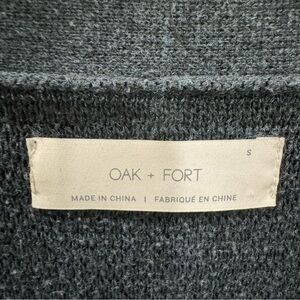 S
OAK + FORT
MADE IN CHINA | FABRIQUÉ EN CHINE